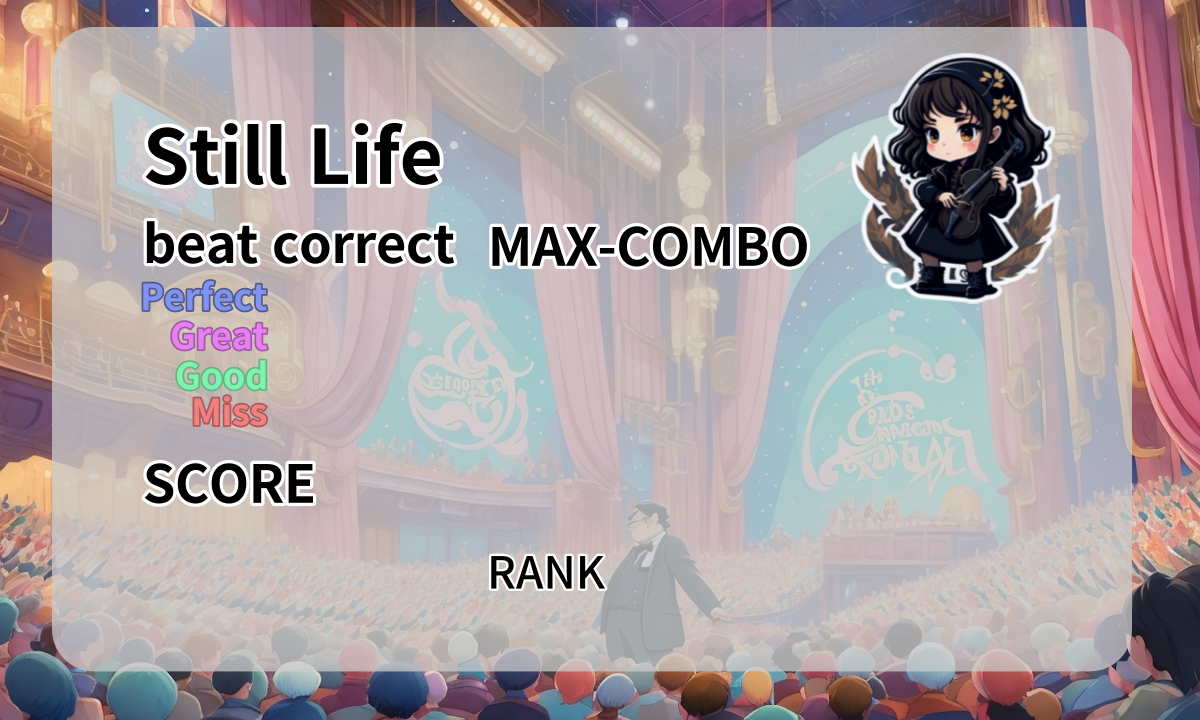 Still Life
beat correct
MAX-COMBO
Perfect
Great
Good
Miss
SCORE
RANK